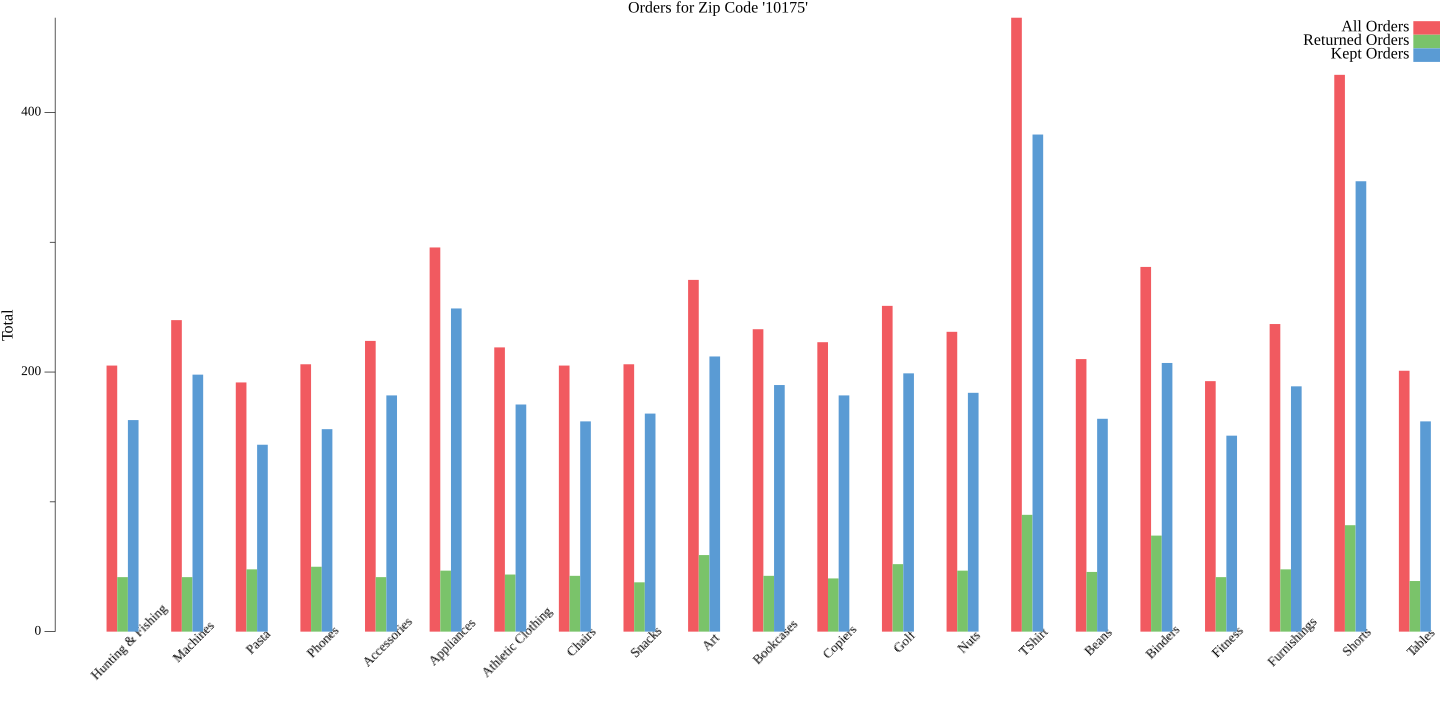 Orders for Zip Code '10175'
All Orders
Returned Orders
Kept Orders
Total
400
200
0
Hunting & Fishing
Machines
Pasta
Phones
Accessories
Appliances
Athletic Clothing
Chairs
Snacks
Art
Bookcases
Copiers
Golf
Nuts
TShirt
Beans
Binders
Fitness
Furnishings
Shorts
Tables